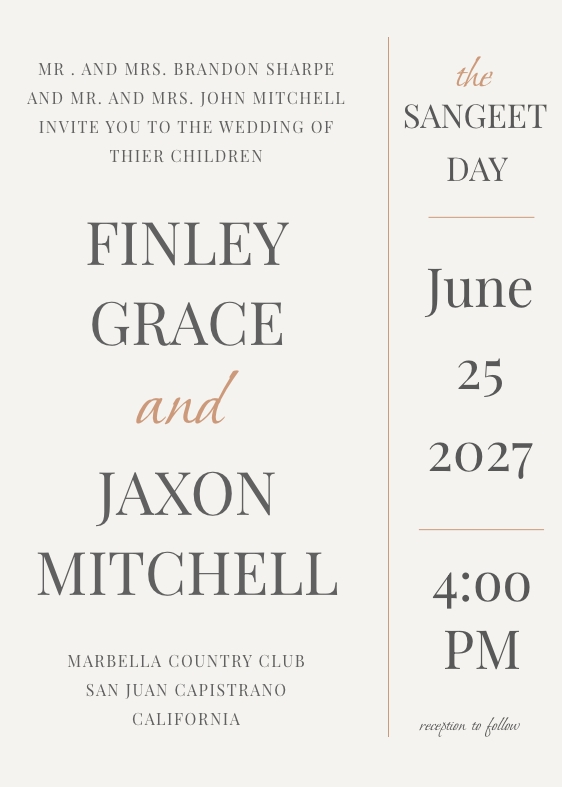 MR . AND MRS. BRANDON SHARPE
AND MR. AND MRS. JOHN MITCHELL
INVITE YOU TO THE WEDDING OF
THIER CHILDREN
FINLEY
GRACE
and
JAXON
MITCHELL
MARBELLA COUNTRY CLUB
SAN JUAN CAPISTRANO
CALIFORNIA
the
SANGEET
DAY
June
25
2027
4:00
PM
reception to follow